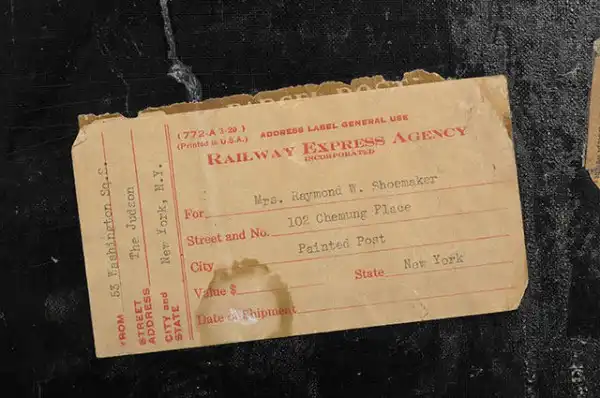 PARCEL POST
(772-A 1-29)
(Printed in U.S.A.)
ADDRESS LABEL GENERAL USE
RAILWAY EXPRESS AGENCY
INCORPORATED
For Mrs. Raymond W. Shoemaker
Street and No. 102 Chemung Place
City Painted Post
Value $ State New York
Date of Shipment
FROM 53 Washington Sq.S.
STREET ADDRESS The Judson
CITY and STATE New York, N.Y.